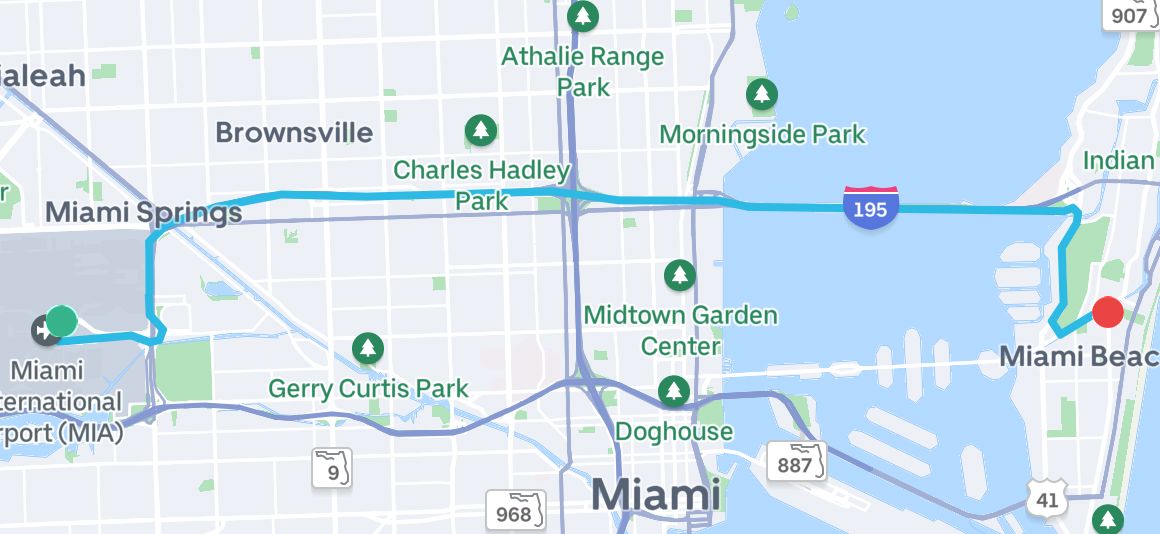 907
ialeah
Athalie Range
Park
Brownsville
Morningside Park
Charles Hadley
Park
Indian
r
Miami Springs
195
Midtown Garden
Center
Miami Beac
Miami
ternational
rport (MIA)
Gerry Curtis Park
Doghouse
9
887
968
Miami
41